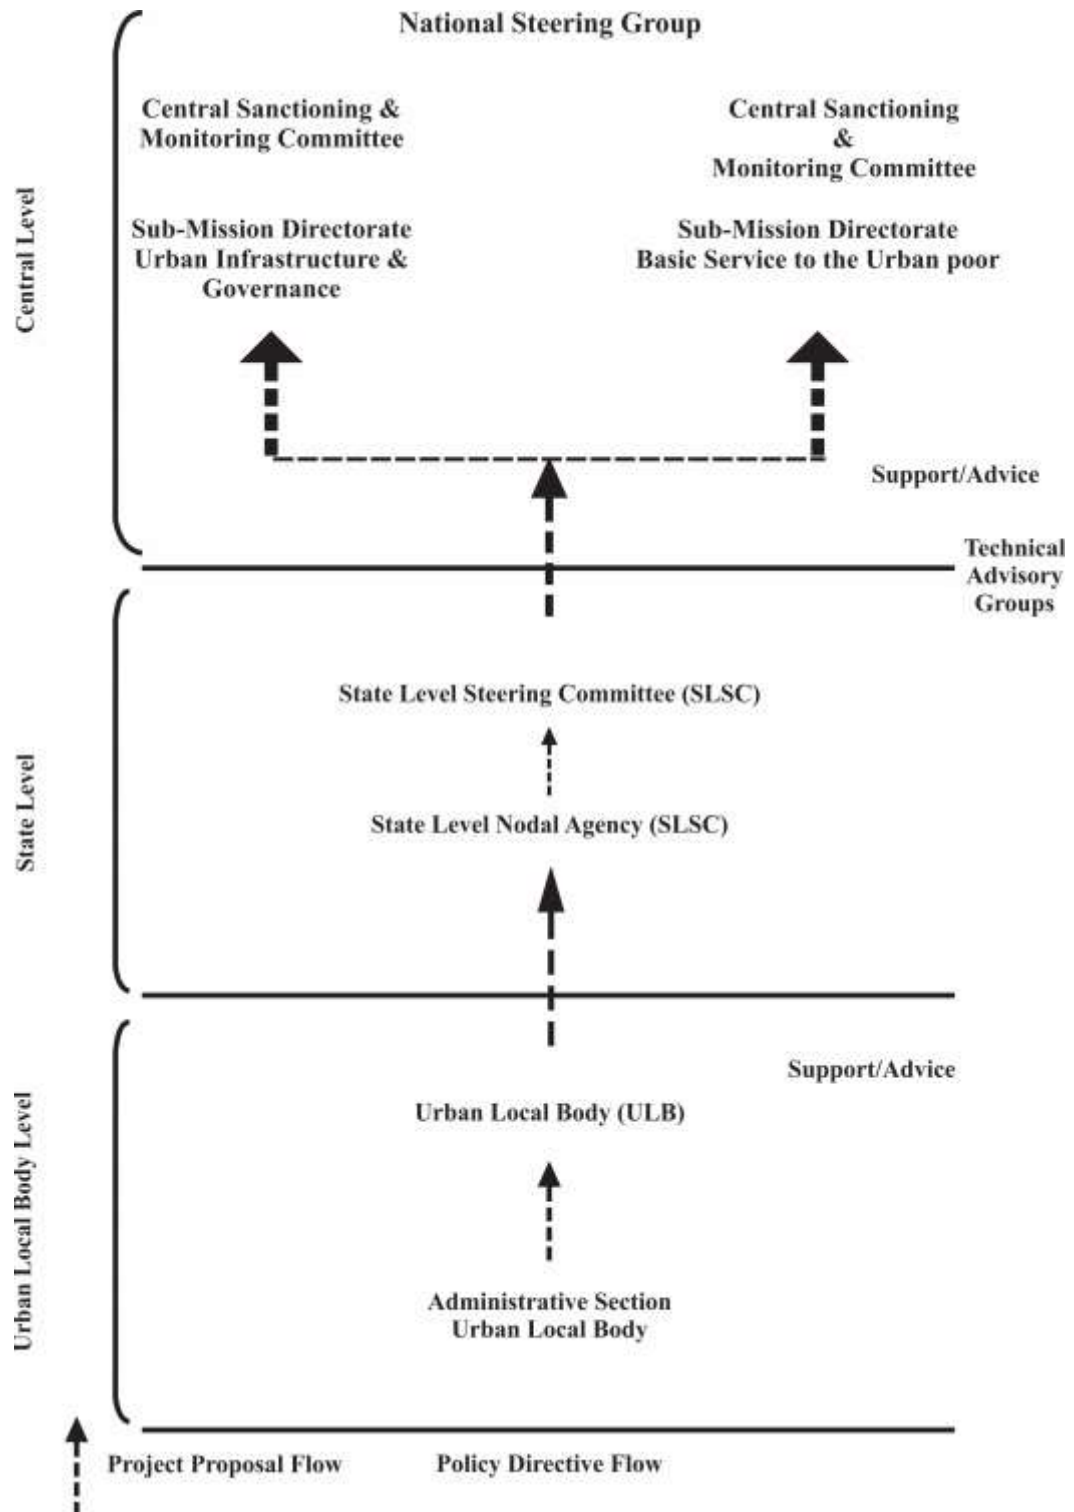 National Steering Group
Central Sanctioning &
Monitoring Committee
Central Sanctioning
&
Monitoring Committee
Sub-Mission Directorate
Urban Infrastructure &
Governance
Sub-Mission Directorate
Basic Service to the Urban poor
Central Level
Support/Advice
Technical
Advisory
Groups
State Level Steering Committee (SLSC)
State Level
State Level Nodal Agency (SLSC)
Support/Advice
Urban Local Body (ULB)
Urban Local Body Level
Administrative Section
Urban Local Body
Project Proposal Flow
Policy Directive Flow